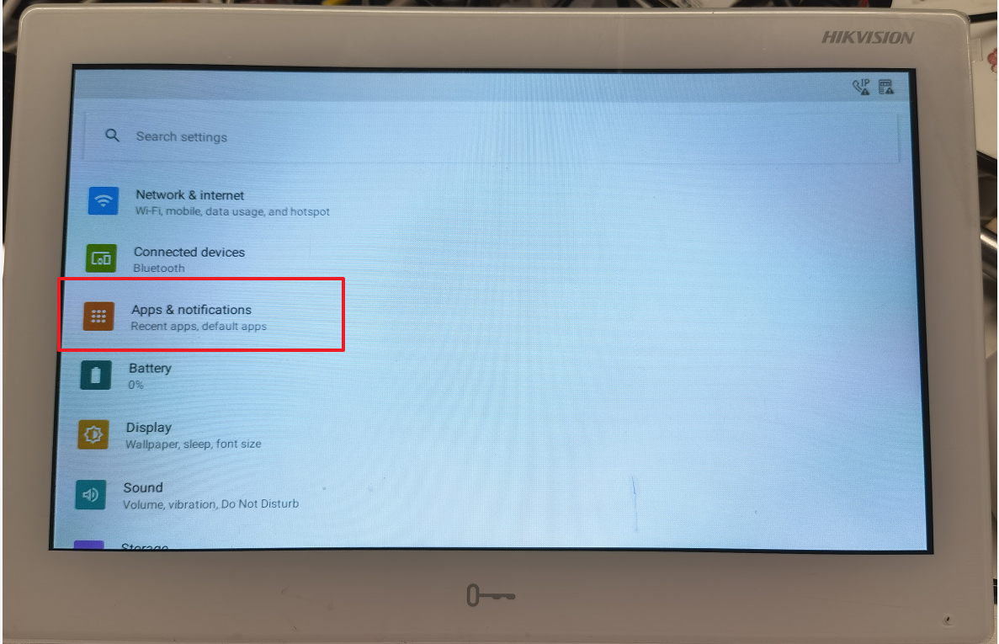 HIKVISION
IP
Search settings
Network & internet
Wi-Fi, mobile, data usage, and hotspot
Connected devices
Bluetooth
Apps & notifications
Recent apps, default apps
Battery
0%
Display
Wallpaper, sleep, font size
Sound
Volume, vibration, Do Not Disturb
Storage